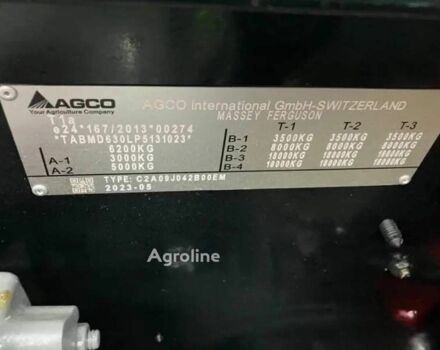 AGCO
Your Agriculture Company
AGCO International GmbH-SWITZERLAND
MASSEY FERGUSON
T1a
e24*167/2013*00274
*TABMD630LP5131023*
5200KG
A-1 3000KG
A-2 5000KG
T-1 T-2 T-3
B-1 3500KG 3500KG 3500KG
B-2 8000KG 8000KG 8000KG
B-3 18000KG 18000KG 18000KG
B-4 18000KG 18000KG 18000KG
TYPE: C2A09J042B00EM
2023-05
Agroline